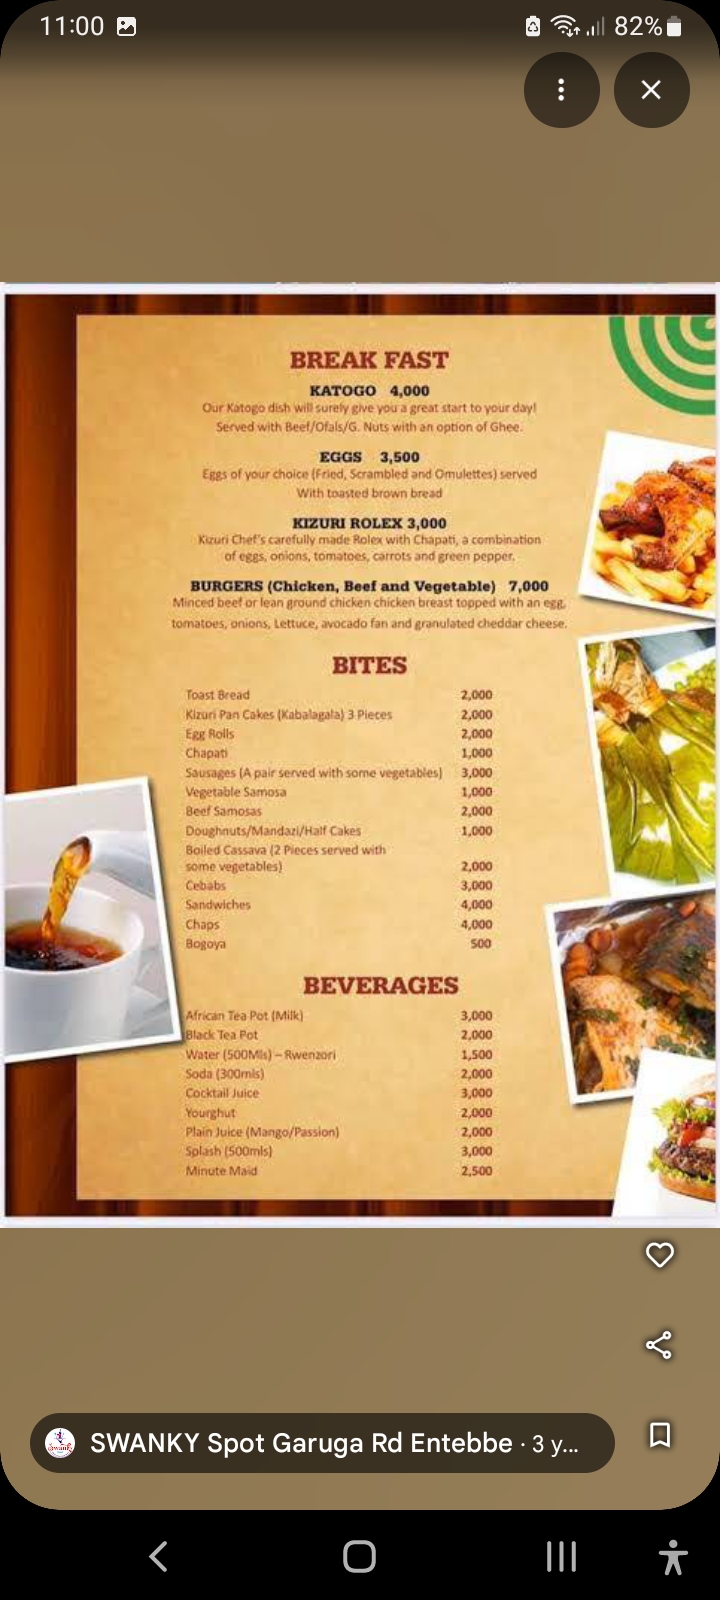 11:00
82%
BREAK FAST
KATOGO 4,000
Our Katogo dish will surely give you a great start to your day!
Served with Beef/Ofals/G. Nuts with an option of Ghee.
EGGS 3,500
Eggs of your choice (Fried, Scrambled and Omulettes) served
With toasted brown bread
KIZURI ROLEX 3,000
Kizuri Chef's carefully made Rolex with Chapati, a combination
of eggs, onions, tomatoes, carrots and green pepper.
BURGERS (Chicken, Beef and Vegetable) 7,000
Minced beef or lean ground chicken chicken breast topped with an egg,
tomatoes, onions, Lettuce, avocado fan and granulated cheddar cheese.
BITES
Toast Bread 2,000
Kizuri Pan Cakes (Kabalagala) 3 Pieces 2,000
Egg Rolls 2,000
Chapati 1,000
Sausages (A pair served with some vegetables) 3,000
Vegetable Samosa 1,000
Beef Samosas 2,000
Doughnuts/Mandazi/Half Cakes 1,000
Boiled Cassava (2 Pieces served with
some vegetables) 2,000
Cebabs 3,000
Sandwiches 4,000
Chaps 4,000
Bogoya 500
BEVERAGES
African Tea Pot (Milk) 3,000
Black Tea Pot 2,000
Water (500Mls) – Rwenzori 1,500
Soda (300mls) 2,000
Cocktail Juice 3,000
Yourghut 2,000
Plain Juice (Mango/Passion) 2,000
Splash (500mls) 3,000
Minute Maid 2,500
SWANKY Spot Garuga Rd Entebbe · 3 y...